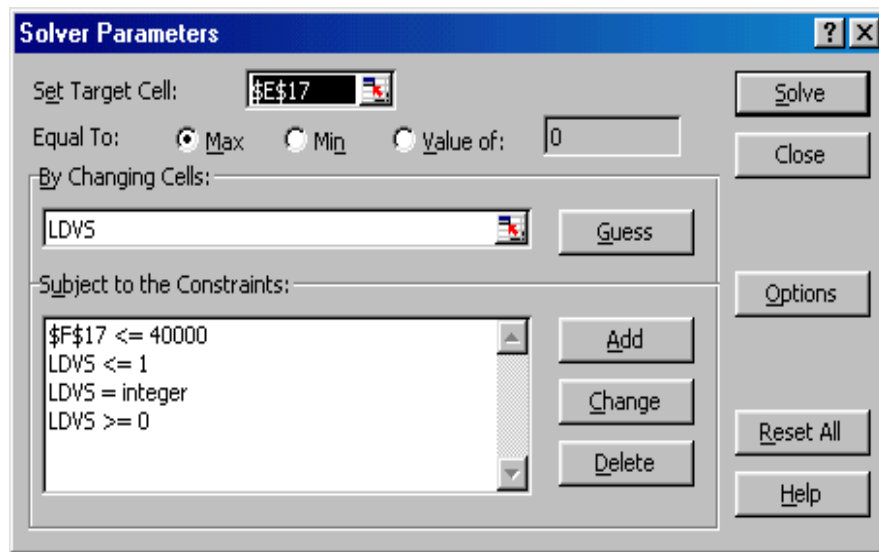 Solver Parameters
Set Target Cell: $E$17
Solve
Equal To: Max Min Value of: 0
Close
By Changing Cells:
LDVS
Guess
Subject to the Constraints:
Options
$F$17 <= 40000
LDVS <= 1
LDVS = integer
LDVS >= 0
Add
Change
Delete
Reset All
Help